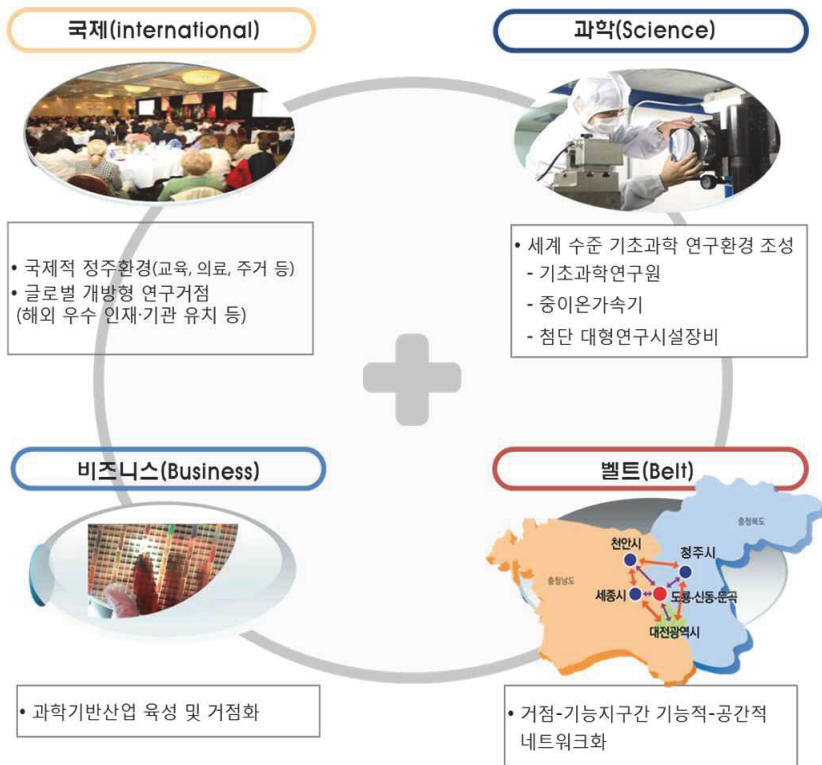 국제(international)
과학(Science)
• 국제적 정주환경(교육, 의료, 주거 등)
• 글로벌 개방형 연구거점
(해외 우수 인재·기관 유치 등)
• 세계 수준 기초과학 연구환경 조성
- 기초과학연구원
- 중이온가속기
- 첨단 대형연구시설장비
비즈니스(Business)
벨트(Belt)
충청북도
천안시
청주시
충청남도
세종시
도룡·신동·둔곡
대전광역시
• 과학기반산업 육성 및 거점화
• 거점-기능지구간 기능적-공간적
네트워크화